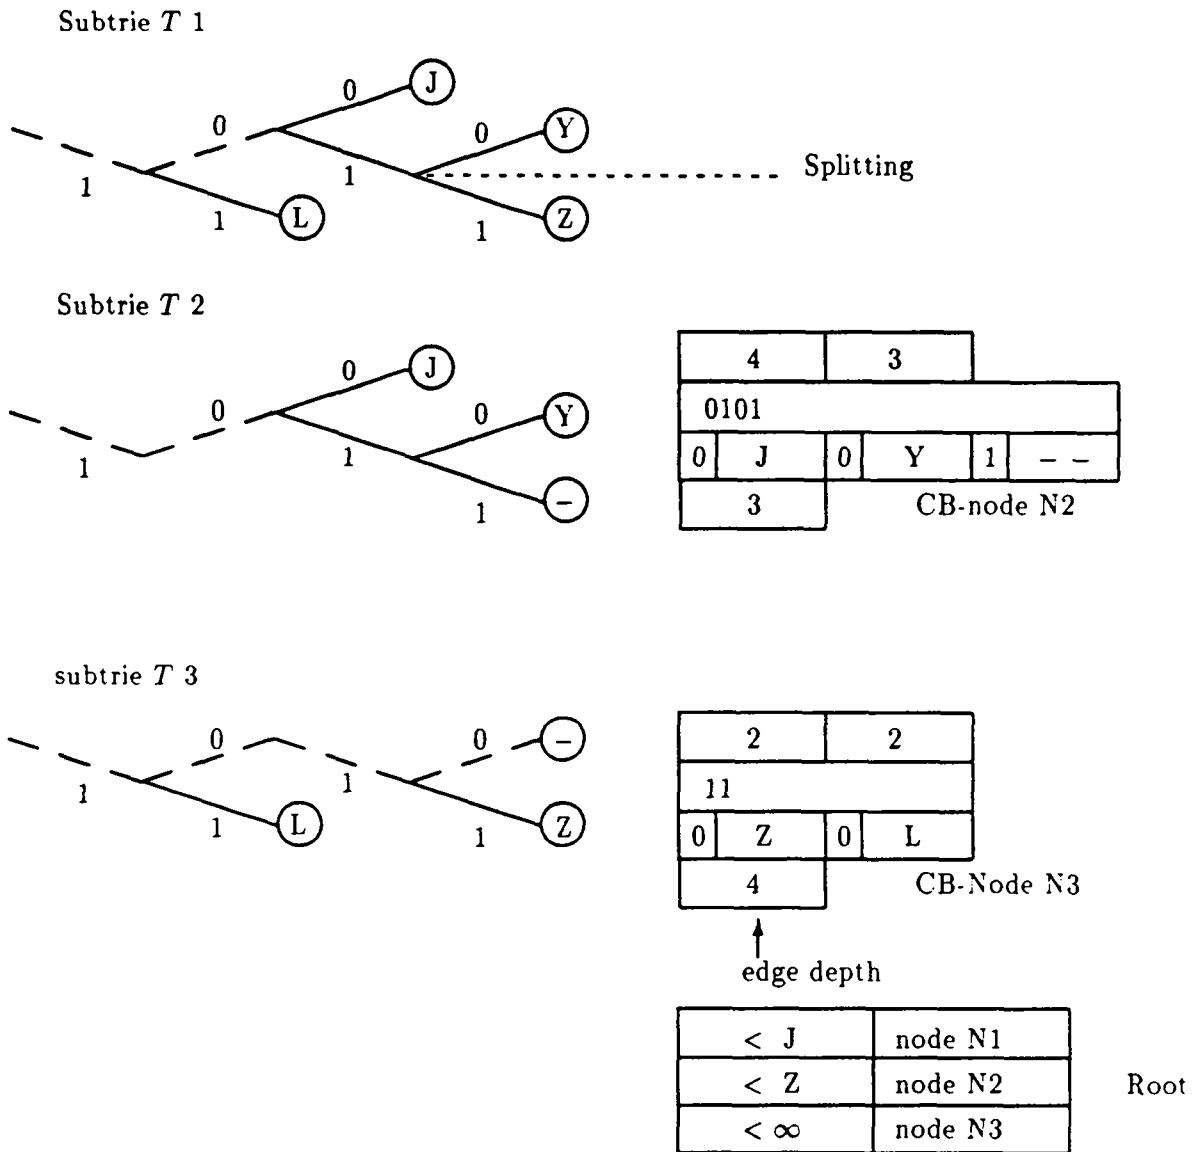 Subtrie T 1
0 J
0 0 Y
1 1 Splitting
1 L 1 Z
Subtrie T 2
0 J
0 0 Y
1 1
1 –
4 3
0101
0 J 0 Y 1 – –
3 CB-node N2
subtrie T 3
0 0 –
1 1
1 L 1 Z
2 2
11
0 Z 0 L
4 CB-Node N3
edge depth
< J node N1
< Z node N2 Root
< ∞ node N3